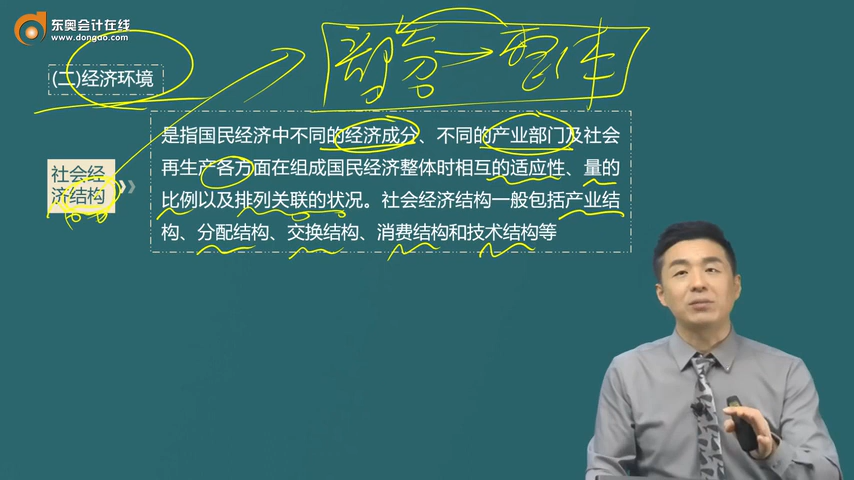 东奥会计在线
www.dongao.com
部分→整体
(二)经济环境
社会经
济结构
是指国民经济中不同的经济成分、不同的产业部门及社会
再生产各方面在组成国民经济整体时相互的适应性、量的
比例以及排列关联的状况。社会经济结构一般包括产业结
构、分配结构、交换结构、消费结构和技术结构等